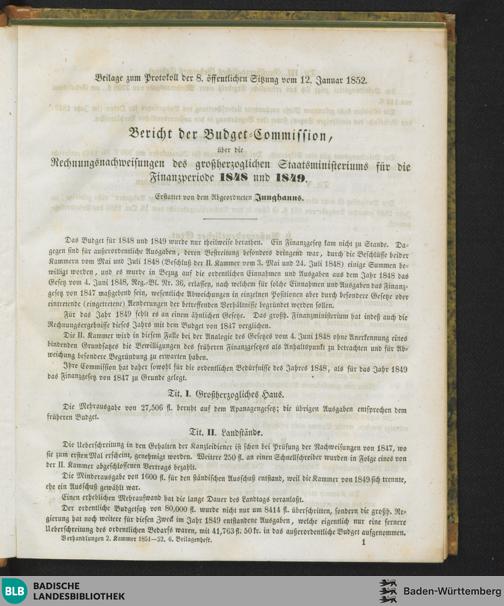 Beilage zum Protokoll der 8. öffentlichen Sitzung vom 12. Januar 1852.
Bericht der Budget-Commission,
über die
Rechnungsnachweisungen des großherzoglichen Staatsministeriums für die
Finanzperiode 1848 und 1849.
Erstatter von dem Abgeordneten Junghanns.
Das Budget für 1848 und 1849 wurde nur theilweise berathen. Ein Finanzgesetz kam nicht zu Stande. Da-
gegen sind für außerordentliche Ausgaben, deren Bestreitung besonders dringend war, durch die Beschlüsse beider
Kammern vom Mai und Juli 1848 (Beschluß der II. Kammer vom 3. Mai und 24. Juli 1848) einige Summen be-
willigt worden, und es wurde in Bezug auf die ordentlichen Einnahmen und Ausgaben aus dem Jahr 1848 das
Gesetz vom 4. Juni 1848, Reg.-Bl. Nr. 36, erlassen, nach welchem für solche Einnahmen und Ausgaben das Finanz-
gesetz von 1847 maßgebend sein, wesentliche Abweichungen in einzelnen Positionen aber durch besondere Gesetze oder
eintretende (eingetretene) Aenderungen der betreffenden Verhältnisse begründet werden sollen.
Für das Jahr 1849 fehlt es an einem ähnlichen Gesetze. Das großh. Finanzministerium hat indeß auch die
Rechnungsergebnisse dieses Jahrs mit dem Budget von 1847 verglichen.
Die II. Kammer wird in diesem Falle bei der Analogie des Gesetzes vom 4. Juni 1848 ohne Anerkennung eines
bindenden Grundsatzes die Bewilligungen des früheren Finanzgesetzes als Anhaltspunkt zu betrachten und für Ab-
weichung besondere Begründung zu erwarten haben.
Ihre Commission hat daher sowohl für die ordentlichen Bedürfnisse des Jahres 1848, als für das Jahr 1849
das Finanzgesetz von 1847 zu Grunde gelegt.
Tit. I. Großherzogliches Haus.
Die Mehrausgabe von 27,506 fl. beruht auf dem Apanagengesetz; die übrigen Ausgaben entsprechen dem
früheren Budget.
Tit. II. Landstände.
Die Ueberschreitung in den Gehalten der Kanzleidiener ist schon bei Prüfung der Nachweisungen von 1847, wo
sie zum ersten Mal erscheint, genehmigt worden. Weitere 250 fl. an einen Schnellschreiber wurden in Folge eines von
der II. Kammer abgeschlossenen Vertrags bezahlt.
Die Minderausgabe von 1600 fl. für den ständischen Ausschuß entstand, weil die Kammer von 1849 sich trennte,
ehe ein Ausschuß gewählt war.
Einen erheblichen Mehraufwand hat die lange Dauer des Landtags veranlaßt.
Der ordentliche Budgetsatz von 80,000 fl. wurde nicht nur um 8414 fl. überschritten, sondern die großh. Re-
gierung hat noch weitere für diesen Zweck im Jahr 1849 entstandene Ausgaben, welche eigentlich nur eine fernere
Ueberschreitung des ordentlichen Bedarfs waren, mit 41,763 fl. 50 kr. in das außerordentliche Budget aufgenommen.
Verhandlungen 2. Kammer 1851—52. 6. Beilagenheft.
1
BLB
BADISCHE
LANDESBIBLIOTHEK
Baden-Württemberg